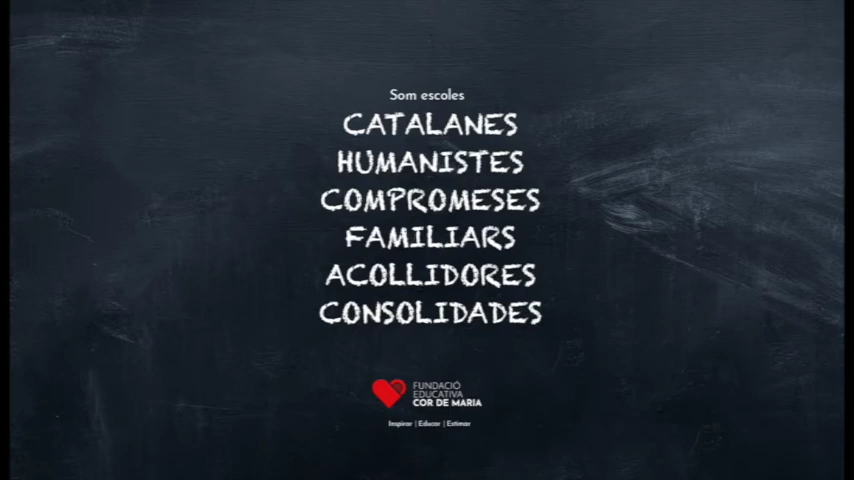 Som escoles
CATALANES
HUMANISTES
COMPROMESES
FAMILIARS
ACOLLIDORES
CONSOLIDADES
FUNDACIÓ
EDUCATIVA
COR DE MARIA
Inspirar | Educar | Estimar